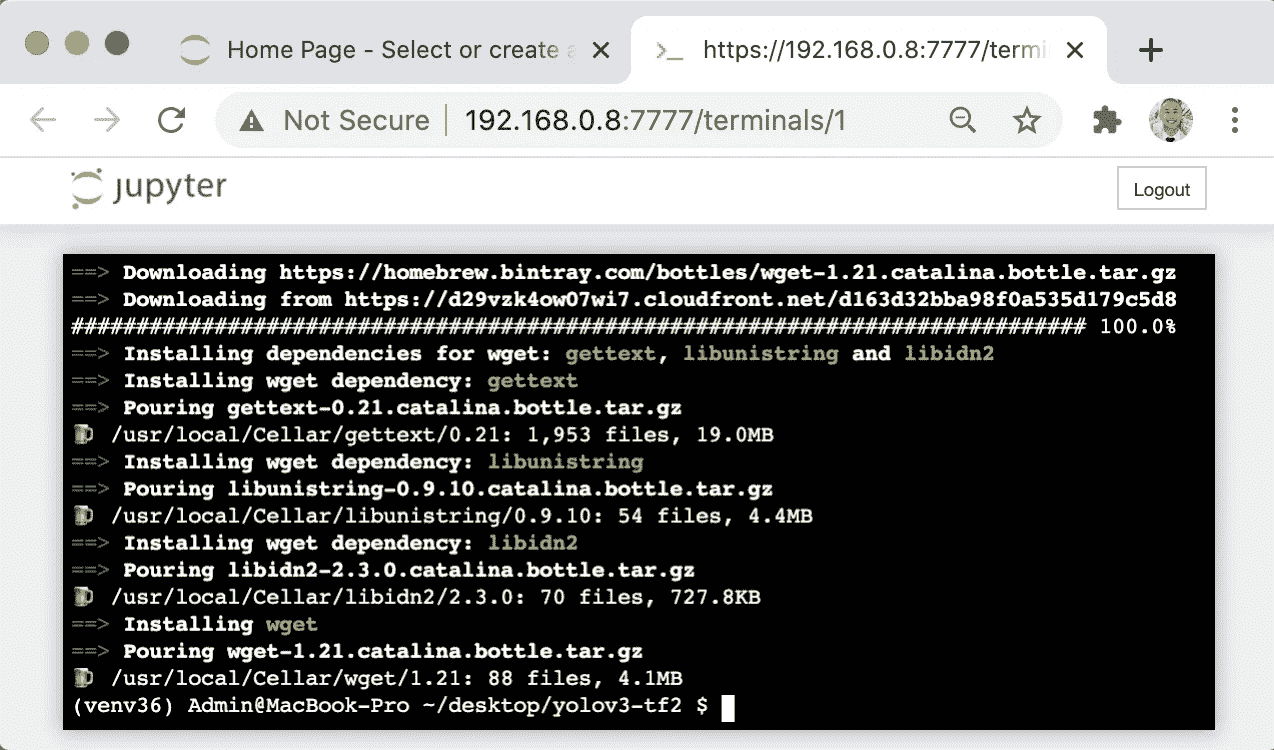 Home Page - Select or create a
https://192.168.0.8:7777/termi
Not Secure 192.168.0.8:7777/terminals/1
jupyter
Logout
==> Downloading https://homebrew.bintray.com/bottles/wget-1.21.catalina.bottle.tar.gz
==> Downloading from https://d29vzk4ow07wi7.cloudfront.net/d163d32bba98f0a535d179c5d8
############################################################################## 100.0%
==> Installing dependencies for wget: gettext, libunistring and libidn2
==> Installing wget dependency: gettext
==> Pouring gettext-0.21.catalina.bottle.tar.gz
🍺 /usr/local/Cellar/gettext/0.21: 1,953 files, 19.0MB
==> Installing wget dependency: libunistring
==> Pouring libunistring-0.9.10.catalina.bottle.tar.gz
🍺 /usr/local/Cellar/libunistring/0.9.10: 54 files, 4.4MB
==> Installing wget dependency: libidn2
==> Pouring libidn2-2.3.0.catalina.bottle.tar.gz
🍺 /usr/local/Cellar/libidn2/2.3.0: 70 files, 727.8KB
==> Installing wget
==> Pouring wget-1.21.catalina.bottle.tar.gz
🍺 /usr/local/Cellar/wget/1.21: 88 files, 4.1MB
(venv36) Admin@MacBook-Pro ~/desktop/yolov3-tf2 $